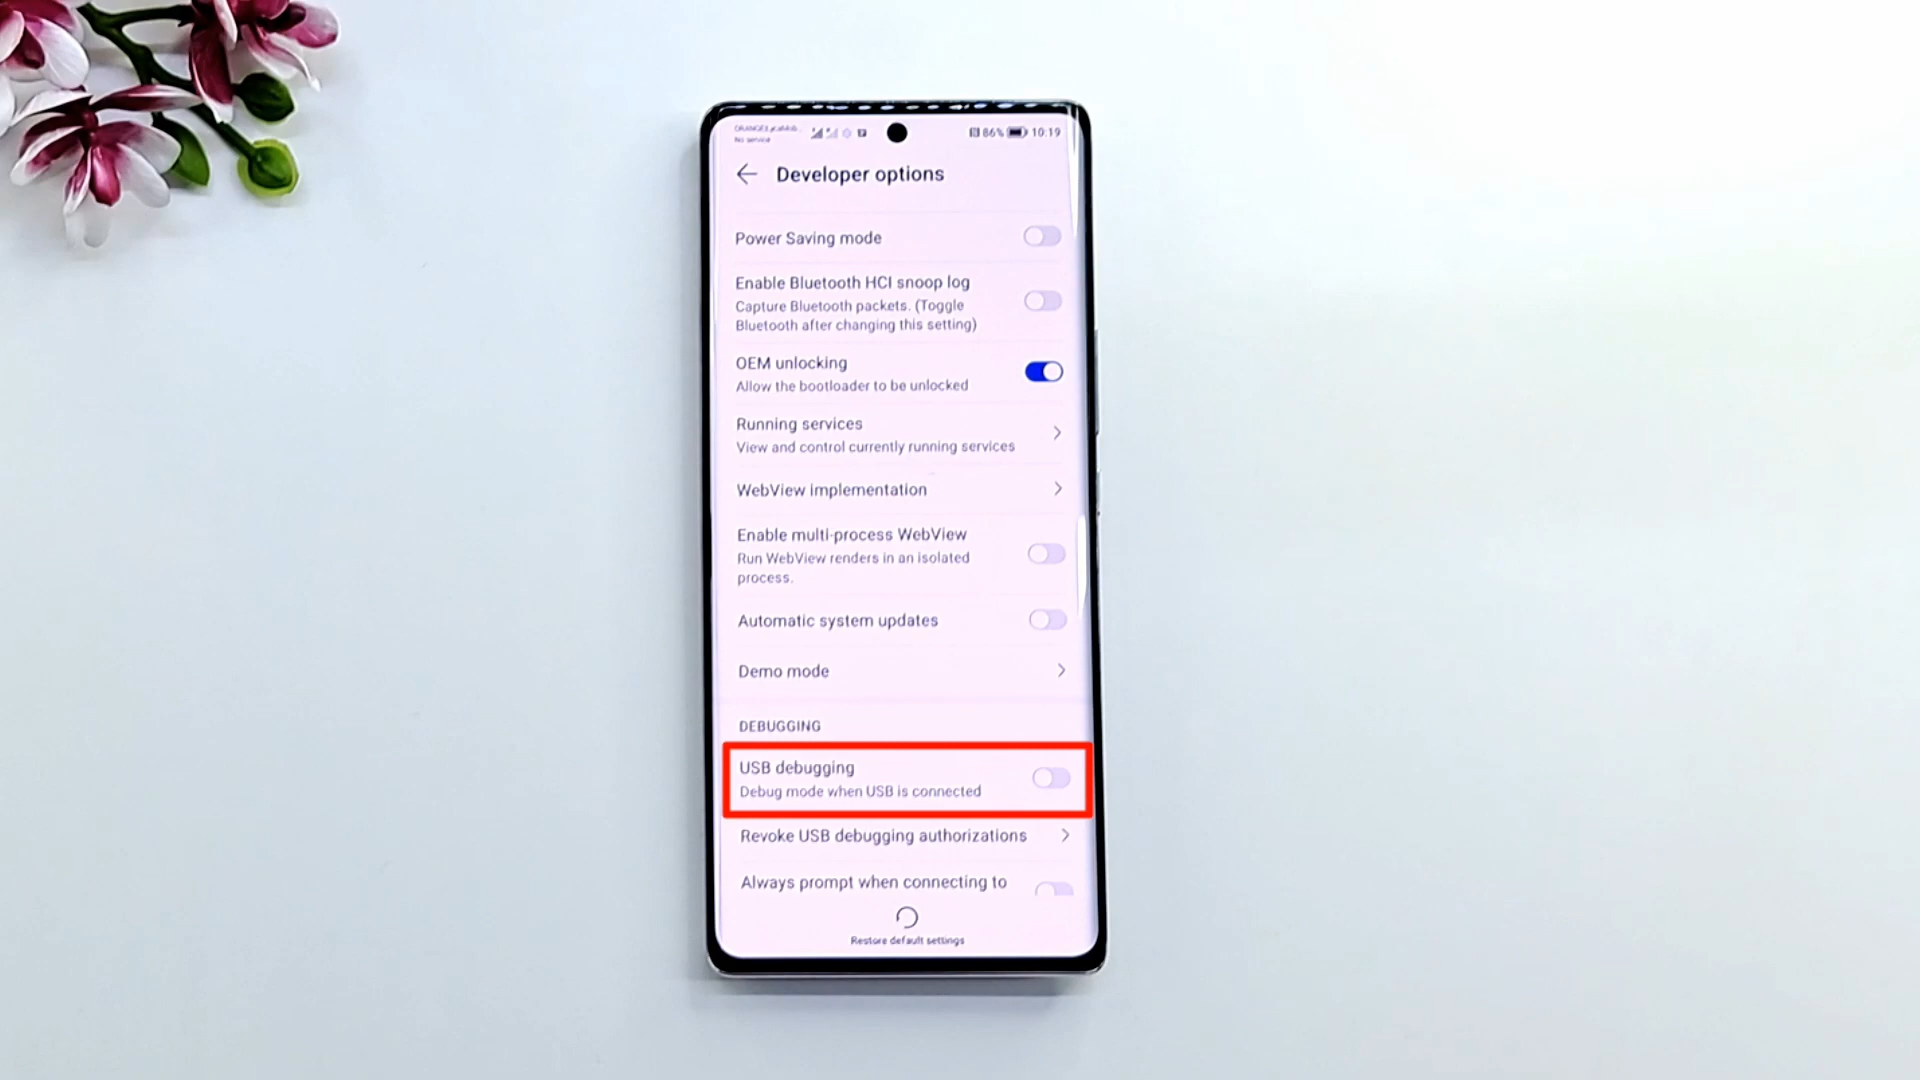 No service
86% 10:19
Developer options
Power Saving mode
Enable Bluetooth HCI snoop log
Capture Bluetooth packets. (Toggle
Bluetooth after changing this setting)
OEM unlocking
Allow the bootloader to be unlocked
Running services
View and control currently running services
WebView implementation
Enable multi-process WebView
Run WebView renders in an isolated
process.
Automatic system updates
Demo mode
DEBUGGING
USB debugging
Debug mode when USB is connected
Revoke USB debugging authorizations
Always prompt when connecting to
Restore default settings